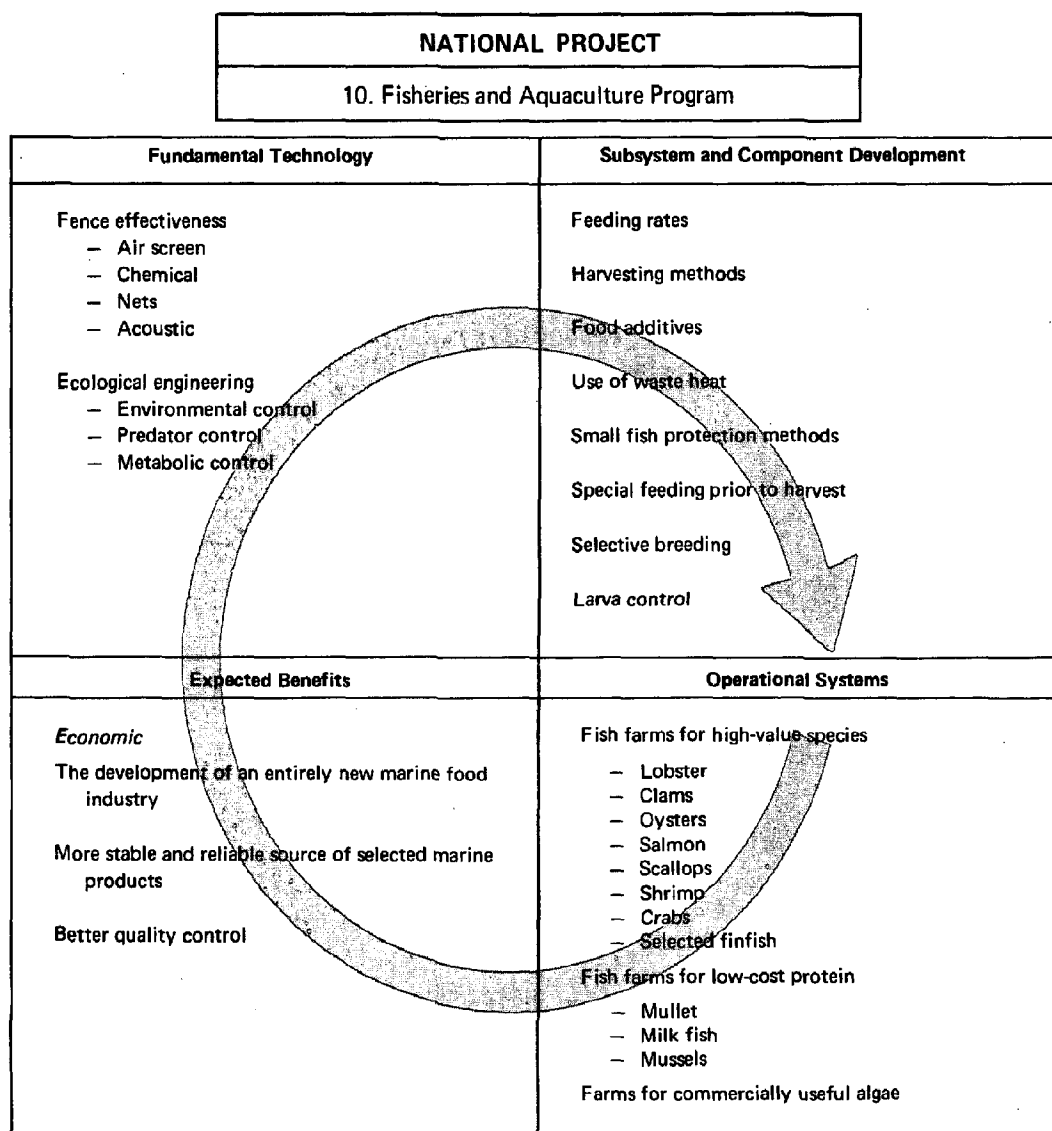 NATIONAL PROJECT
10. Fisheries and Aquaculture Program
Fundamental Technology
Fence effectiveness
– Air screen
– Chemical
– Nets
– Acoustic
Ecological engineering
– Environmental control
– Predator control
– Metabolic control
Subsystem and Component Development
Feeding rates
Harvesting methods
Food additives
Use of waste heat
Small fish protection methods
Special feeding prior to harvest
Selective breeding
Larva control
Expected Benefits
Economic
The development of an entirely new marine food
industry
More stable and reliable source of selected marine
products
Better quality control
Operational Systems
Fish farms for high-value species
– Lobster
– Clams
– Oysters
– Salmon
– Scallops
– Shrimp
– Crabs
– Selected finfish
Fish farms for low-cost protein
– Mullet
– Milk fish
– Mussels
Farms for commercially useful algae